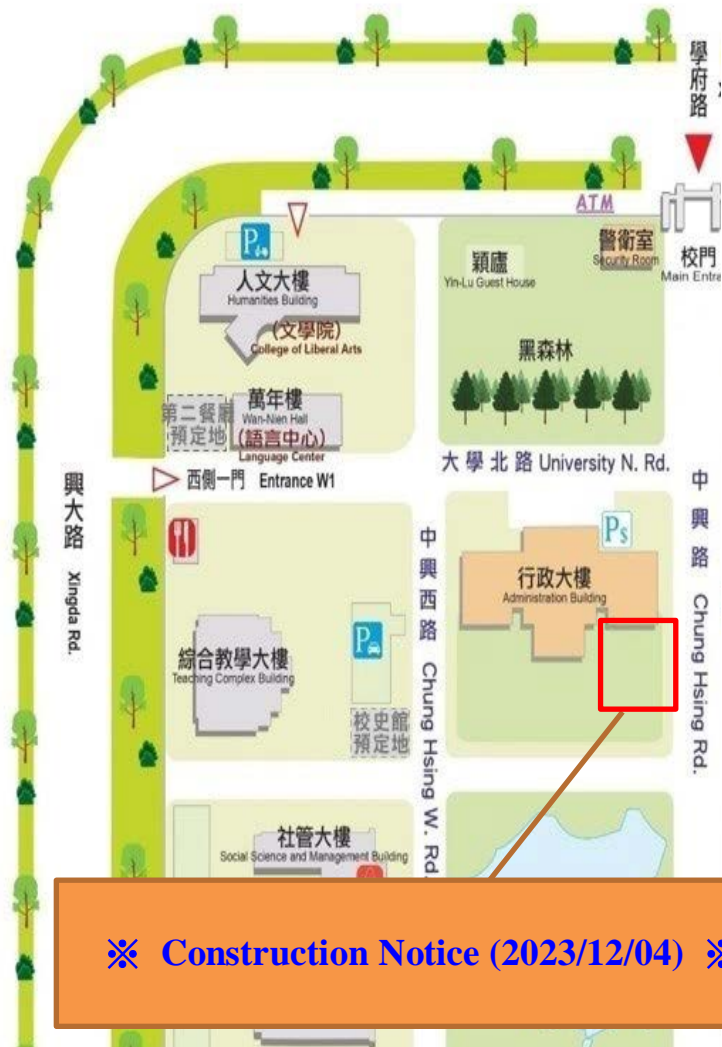 學府路
ATM
警衛室
Security Room
校門
Main Entra
穎廬
Yin-Lu Guest House
黑森林
P
人文大樓
Humanities Building
(文學院)
College of Liberal Arts
第二餐廳
預定地
萬年樓
Wan-Nien Hall
(語言中心)
Language Center
大學北路 University N. Rd.
西側一門 Entrance W1
興大路 Xingda Rd.
中興西路 Chung Hsing W. Rd.
中興路 Chung Hsing Rd.
Ps
行政大樓
Administration Building
P
綜合教學大樓
Teaching Complex Building
校史館
預定地
社管大樓
Social Science and Management Building
※ Construction Notice (2023/12/04) ※